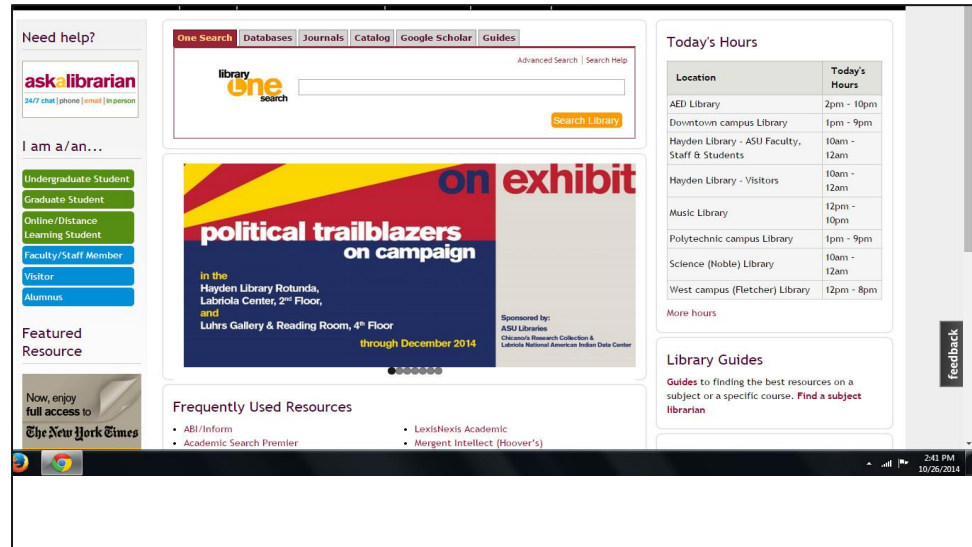 Need help?
askalibrarian
24/7 chat | phone | email | in person
I am a/an...
Undergraduate Student
Graduate Student
Online/Distance
Learning Student
Faculty/Staff Member
Visitor
Alumnus
Featured
Resource
Now, enjoy
full access to
The New York Times
One Search Databases Journals Catalog Google Scholar Guides
Advanced Search | Search Help
library
one
search
Search Library
on exhibit
political trailblazers
on campaign
in the
Hayden Library Rotunda,
Labriola Center, 2nd Floor,
and
Luhrs Gallery & Reading Room, 4th Floor
through December 2014
Sponsored by:
ASU Libraries
Chicano/a Research Collection &
Labriola National American Indian Data Center
Frequently Used Resources
• ABI/Inform
• Academic Search Premier
• LexisNexis Academic
• Mergent Intellect (Hoover's)
Today's Hours
Location Today's
Hours
AED Library 2pm - 10pm
Downtown campus Library 1pm - 9pm
Hayden Library - ASU Faculty, 10am -
Staff & Students 12am
Hayden Library - Visitors 10am -
12am
Music Library 12pm -
10pm
Polytechnic campus Library 1pm - 9pm
Science (Noble) Library 10am -
12am
West campus (Fletcher) Library 12pm - 8pm
More hours
Library Guides
Guides to finding the best resources on a
subject or a specific course. Find a subject
librarian
feedback
2:41 PM
10/26/2014